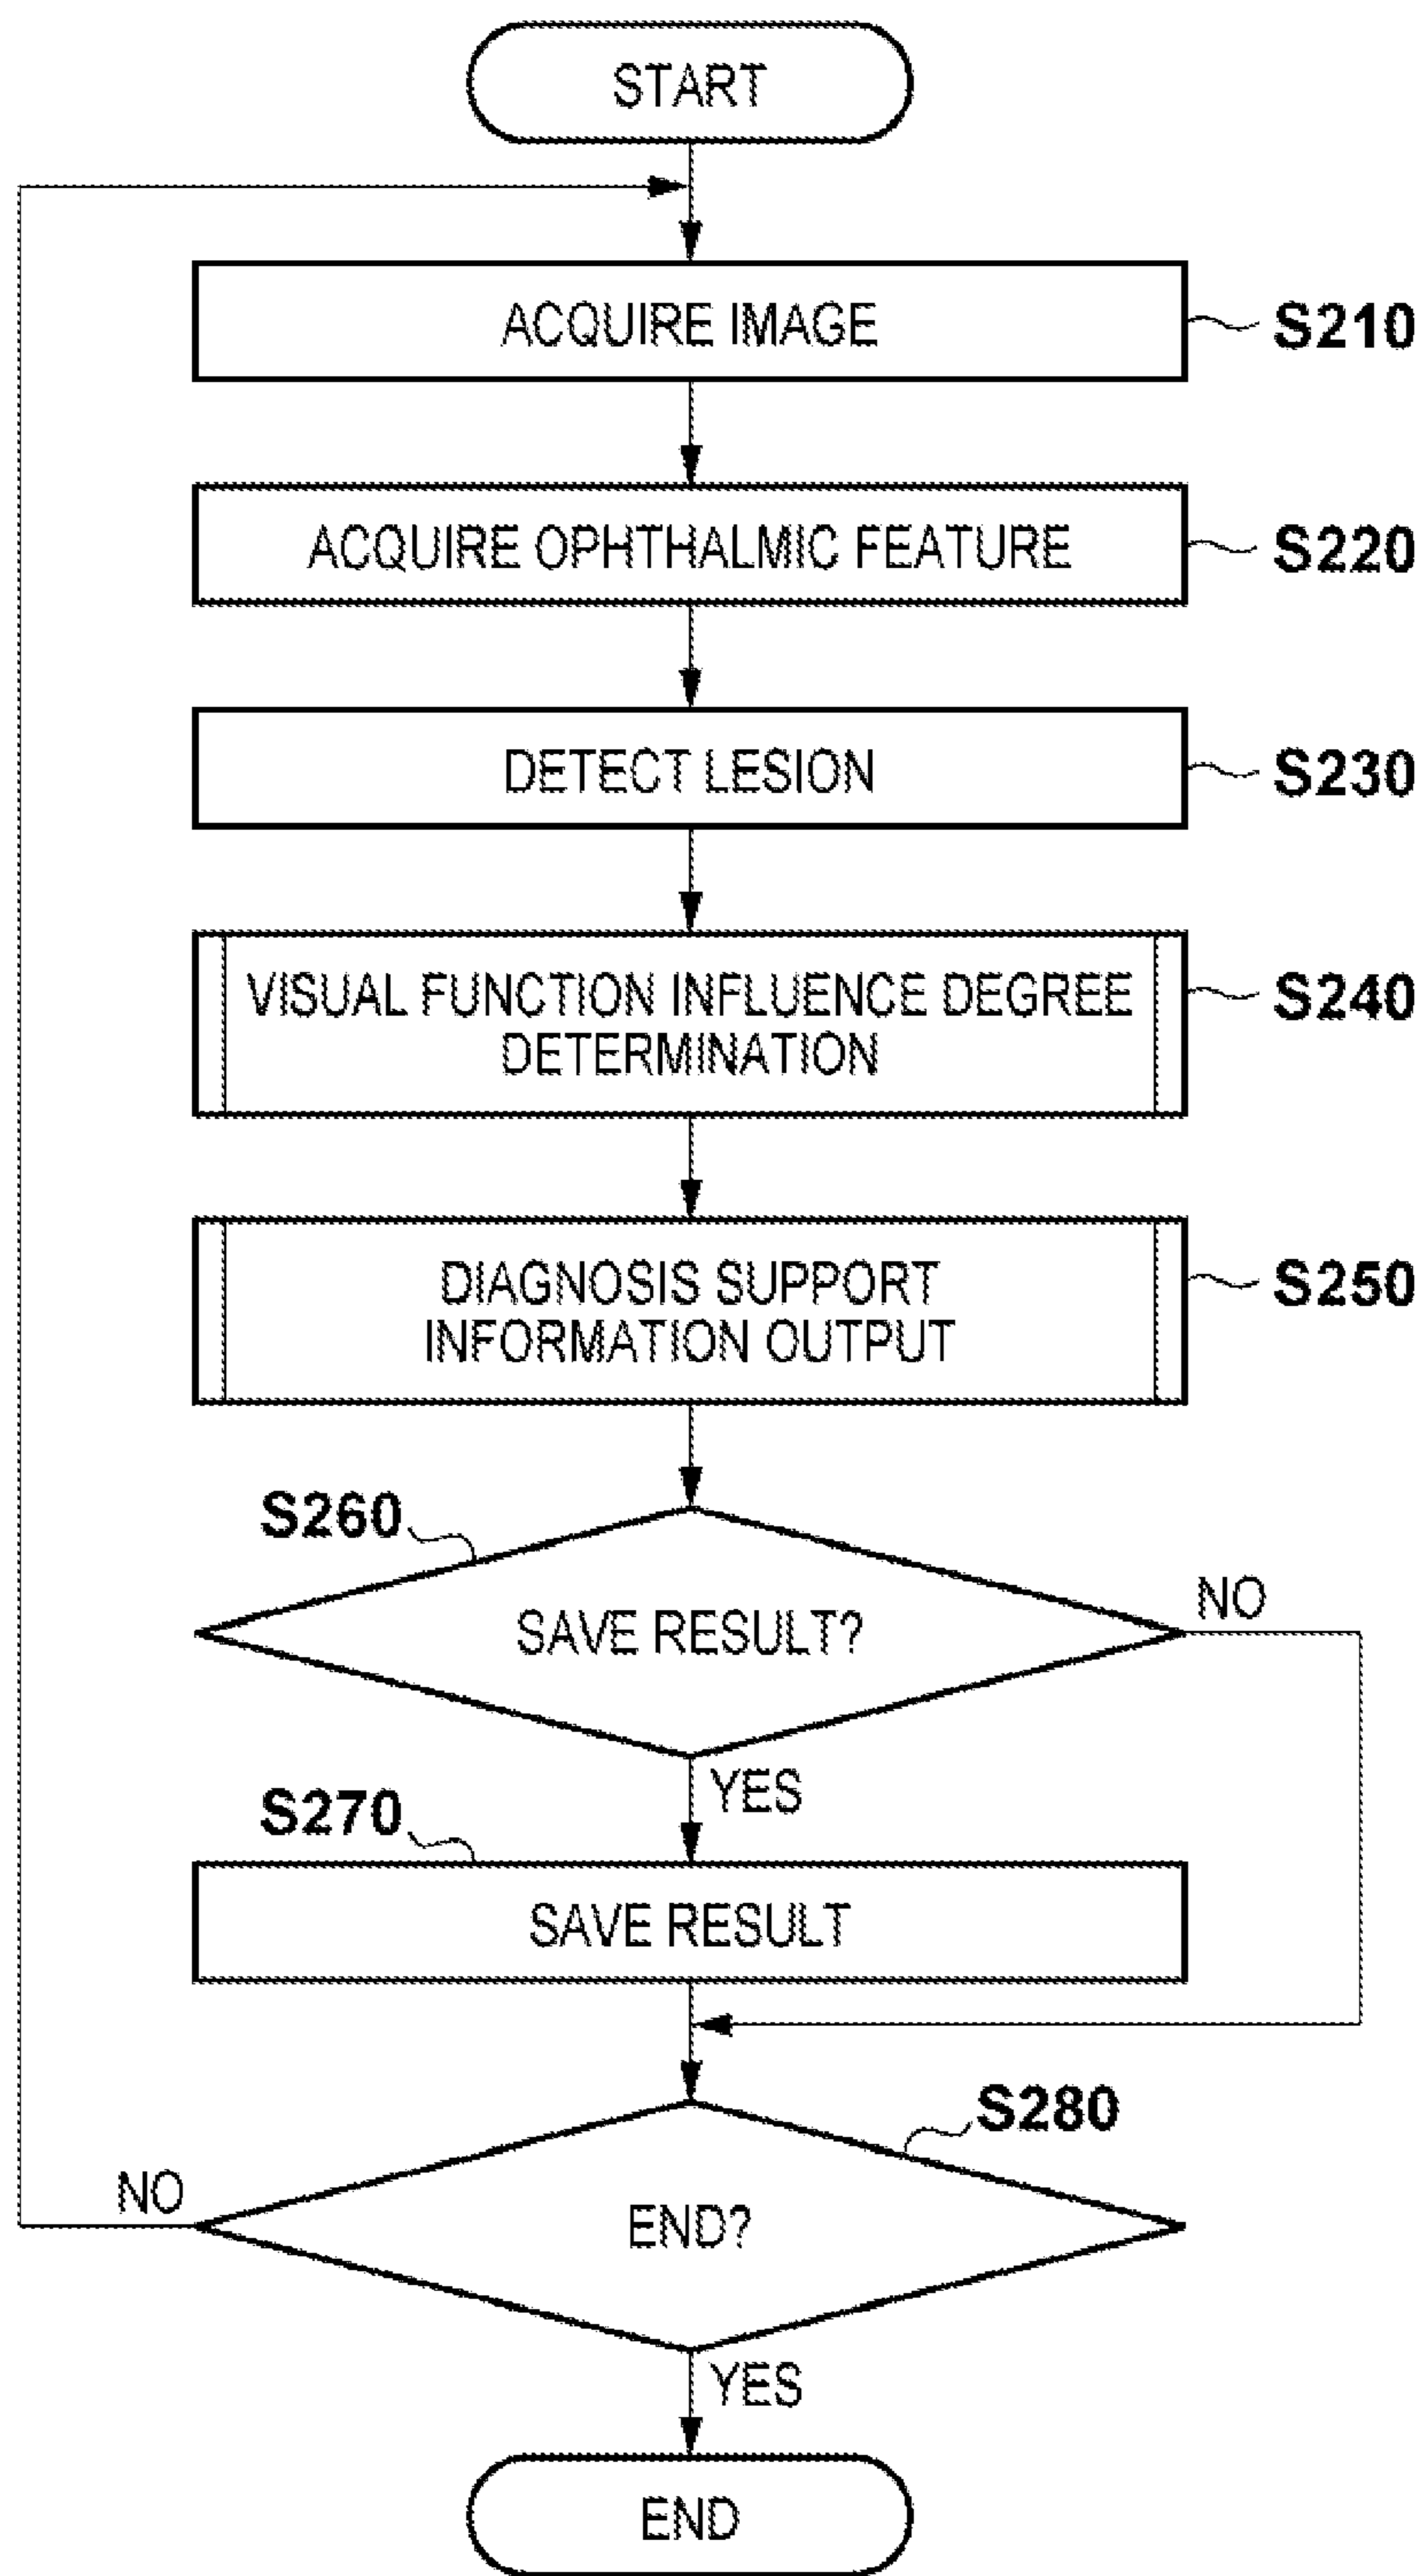 START
ACQUIRE IMAGE
S210
ACQUIRE OPHTHALMIC FEATURE
S220
DETECT LESION
S230
VISUAL FUNCTION INFLUENCE DEGREE
DETERMINATION
S240
DIAGNOSIS SUPPORT
INFORMATION OUTPUT
S250
S260
SAVE RESULT?
NO
YES
S270
SAVE RESULT
S280
NO
END?
YES
END